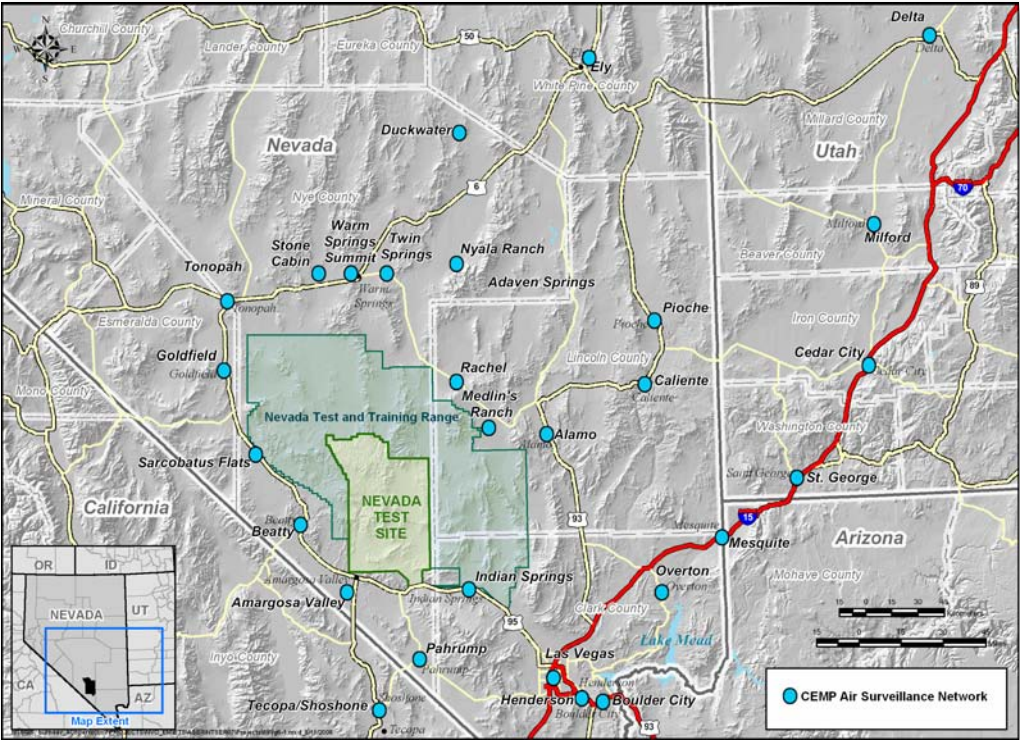 Delta
Churchill County
N
W E
S
Lander County
Eureka County
50
Delta
Ely
White Pine County
Duckwater
Millard County
Nevada
Utah
70
6
Nye County
Mineral County
Warm
Springs
Summit
Stone
Cabin
Twin
Springs
Milford
Milford
Nyala Ranch
Beaver County
Tonopah
Adaven Springs
Warm
Springs
89
Tonopah
Pioche
Pioche
Esmeralda County
Iron County
Goldfield
Goldfield
Lincoln County
Cedar City
Cedar City
Rachel
Caliente
Caliente
Mono County
Medlin's
Ranch
Nevada Test and Training Range
Washington County
Alamo
Alamo
Sarcobatus Flats
Saint George
St. George
NEVADA
TEST
SITE
California
93
15
Beatty
Beatty
Mesquite
Mesquite
Arizona
OR
ID
Indian Springs
Indian Springs
Overton
Overton
Mohave County
Amargosa Valley
Amargosa Valley
NEVADA
UT
Clark County
95
Lake Mead
Inyo County
Pahrump
Pahrump
Las Vegas
CA
AZ
Henderson
Henderson
Boulder City
Boulder City
CEMP Air Surveillance Network
Tecopa/Shoshone
Shoshone
Map Extent
Tecopa
93